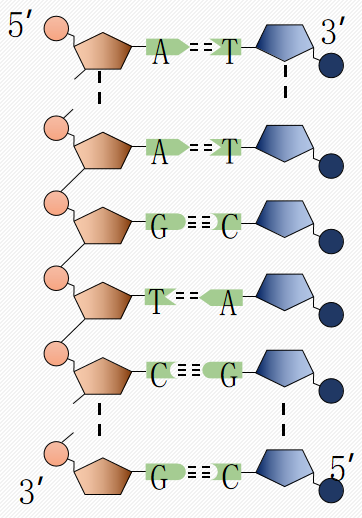 5′ 3′
A T
A T
G C
T A
C G
G C
3′ 5′